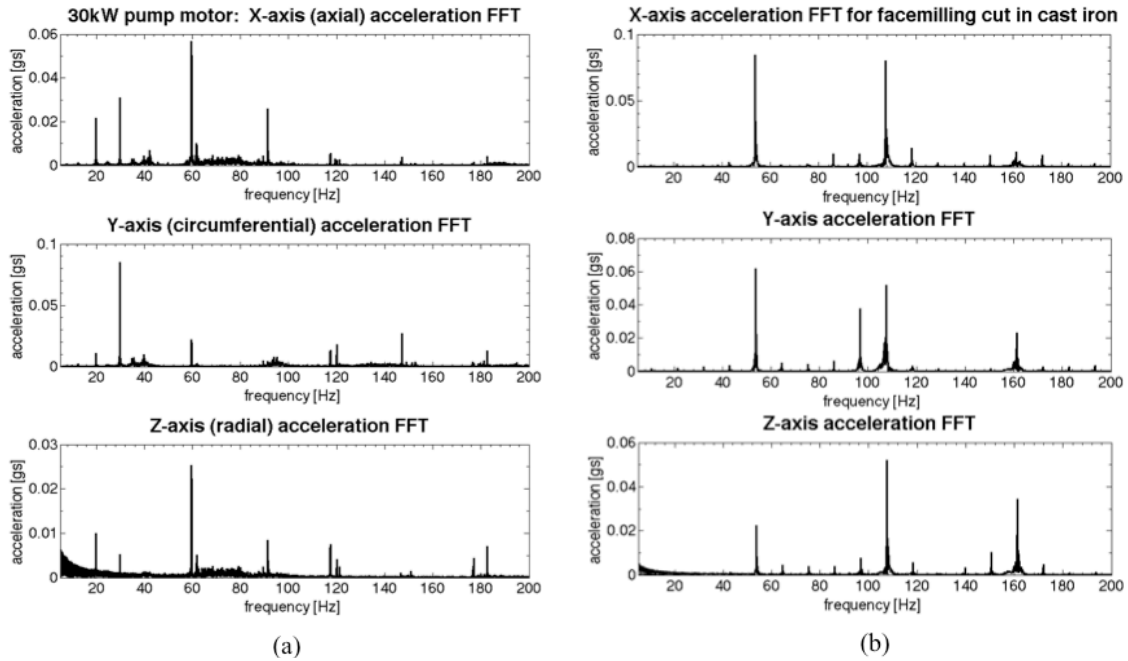 30kW pump motor: X-axis (axial) acceleration FFT
acceleration [gs]
0.06
0.04
0.02
0
20 40 60 80 100 120 140 160 180 200
frequency [Hz]
Y-axis (circumferential) acceleration FFT
acceleration [gs]
0.1
0.05
0
20 40 60 80 100 120 140 160 180 200
frequency [Hz]
Z-axis (radial) acceleration FFT
acceleration [gs]
0.03
0.02
0.01
0
20 40 60 80 100 120 140 160 180 200
frequency [Hz]
(a)
X-axis acceleration FFT for facemilling cut in cast iron
acceleration [gs]
0.1
0.05
0
20 40 60 80 100 120 140 160 180 200
frequency [Hz]
Y-axis acceleration FFT
acceleration [gs]
0.08
0.06
0.04
0.02
0
20 40 60 80 100 120 140 160 180 200
frequency [Hz]
Z-axis acceleration FFT
acceleration [gs]
0.06
0.04
0.02
0
20 40 60 80 100 120 140 160 180 200
frequency [Hz]
(b)